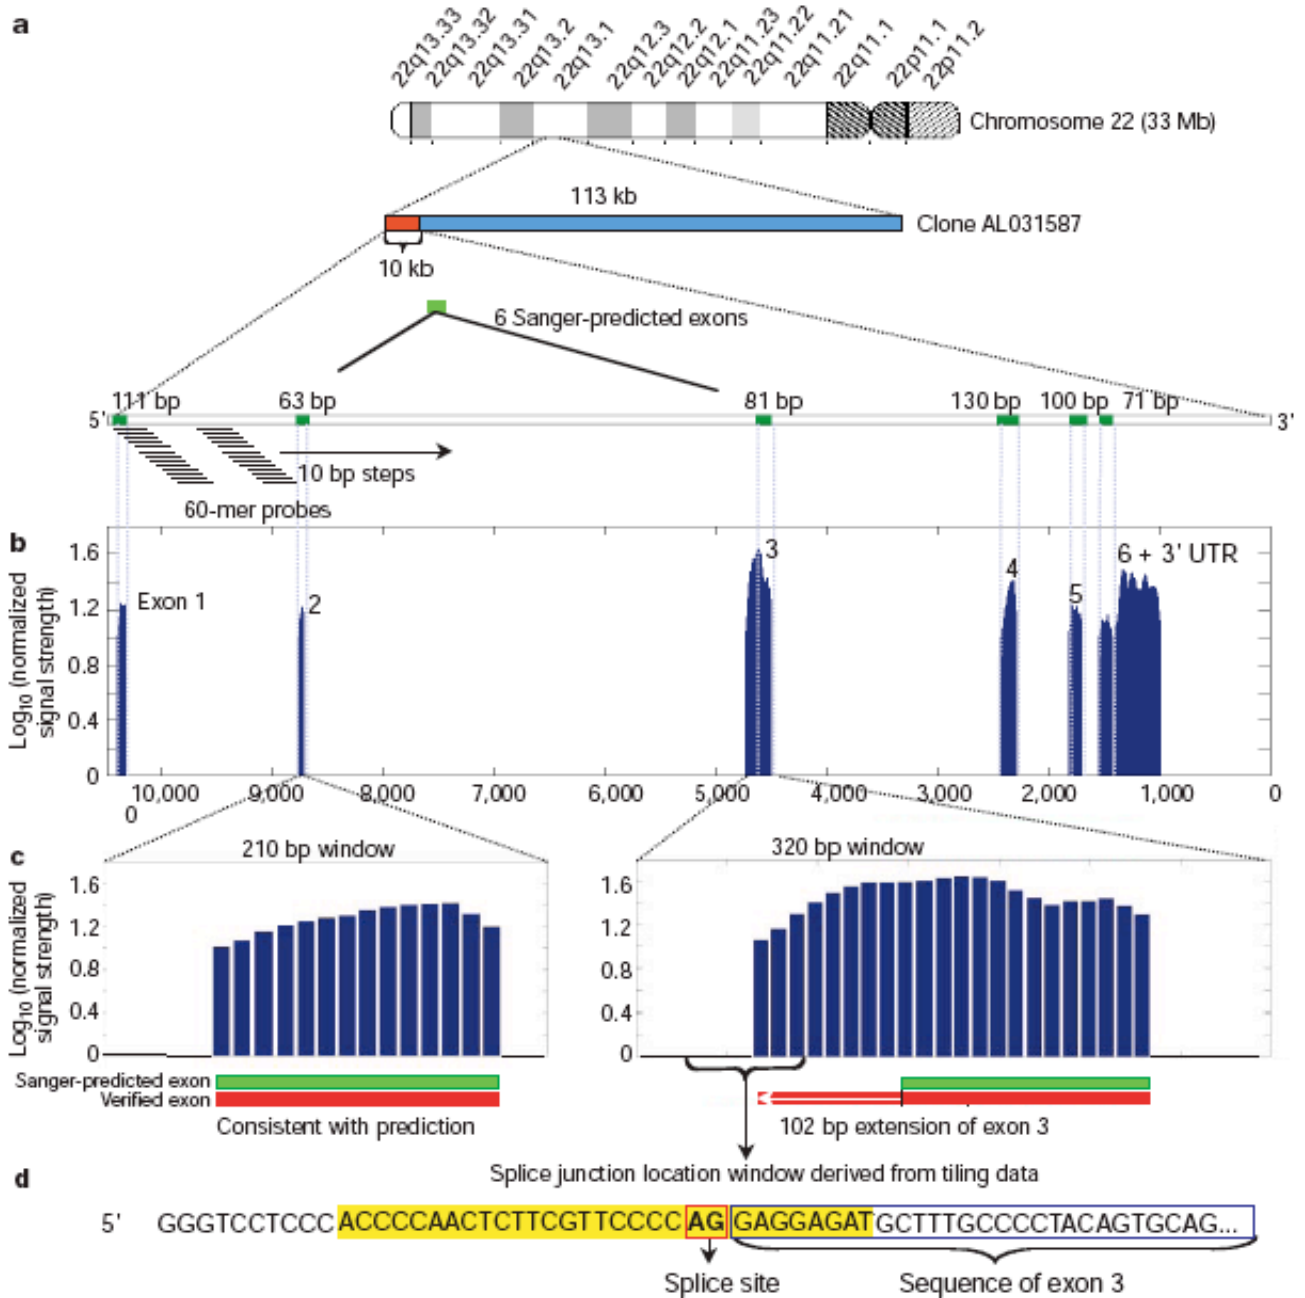 a
22q13.33 22q13.32 22q13.31 22q13.2 22q13.1 22q12.3 22q12.2 22q12.1 22q11.23 22q11.22 22q11.21 22q11.1 22p11.1 22p11.2
Chromosome 22 (33 Mb)
113 kb
Clone AL031587
10 kb
6 Sanger-predicted exons
111 bp 63 bp 81 bp 130 bp 100 bp 71 bp
5' 3'
10 bp steps
60-mer probes
b
Log10 (normalized signal strength)
1.6
1.2
0.8
0.4
0
Exon 1 2 3 4 5 6 + 3' UTR
10,000 9,000 8,000 7,000 6,000 5,000 4,000 3,000 2,000 1,000 0
0
c
210 bp window
Log10 (normalized signal strength)
1.6
1.2
0.8
0.4
0
320 bp window
1.6
1.2
0.8
0.4
0
Sanger-predicted exon
Verified exon
Consistent with prediction
102 bp extension of exon 3
Splice junction location window derived from tiling data
d
5' GGGTCCTCCCACCCCAACTCTTCGTTCCCCAGGAGGAGATGCTTTGCCCCTACAGTGCAG...
Splice site
Sequence of exon 3